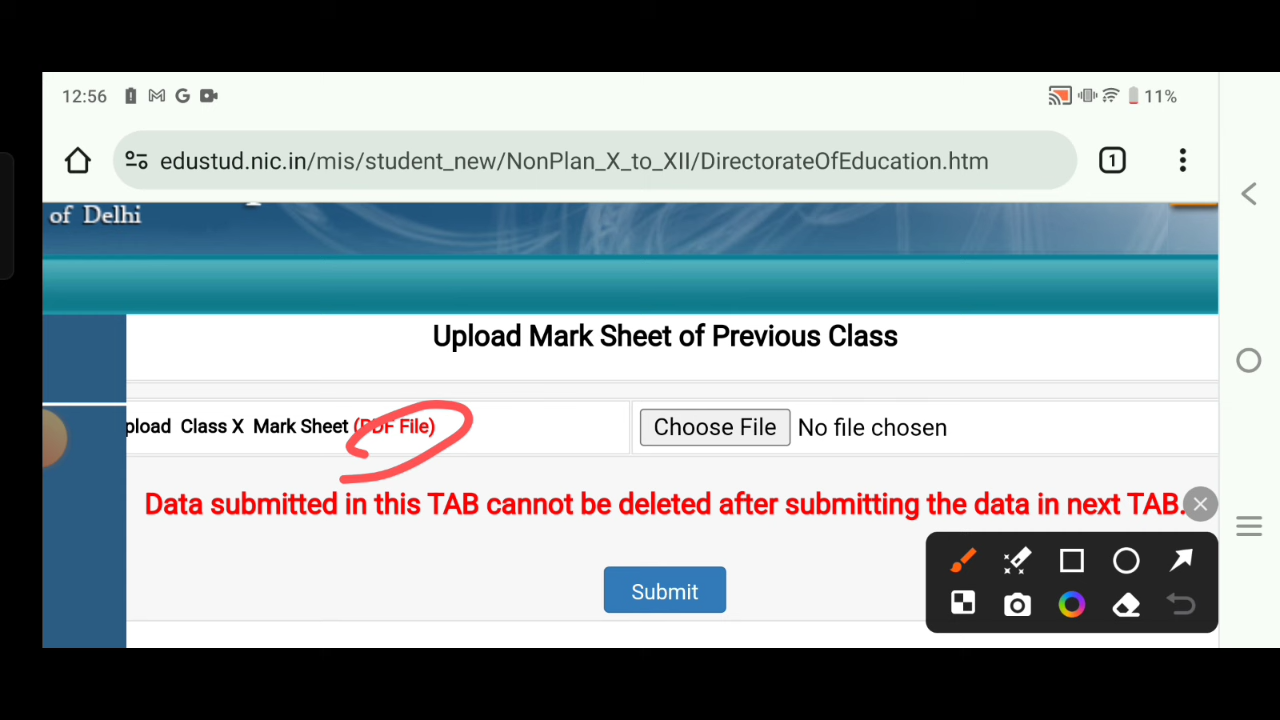 12:56
11%
edustud.nic.in/mis/student_new/NonPlan_X_to_XII/DirectorateOfEducation.htm
1
of Delhi
Upload Mark Sheet of Previous Class
pload Class X Mark Sheet (PDF File)
Choose File No file chosen
Data submitted in this TAB cannot be deleted after submitting the data in next TAB.
Submit